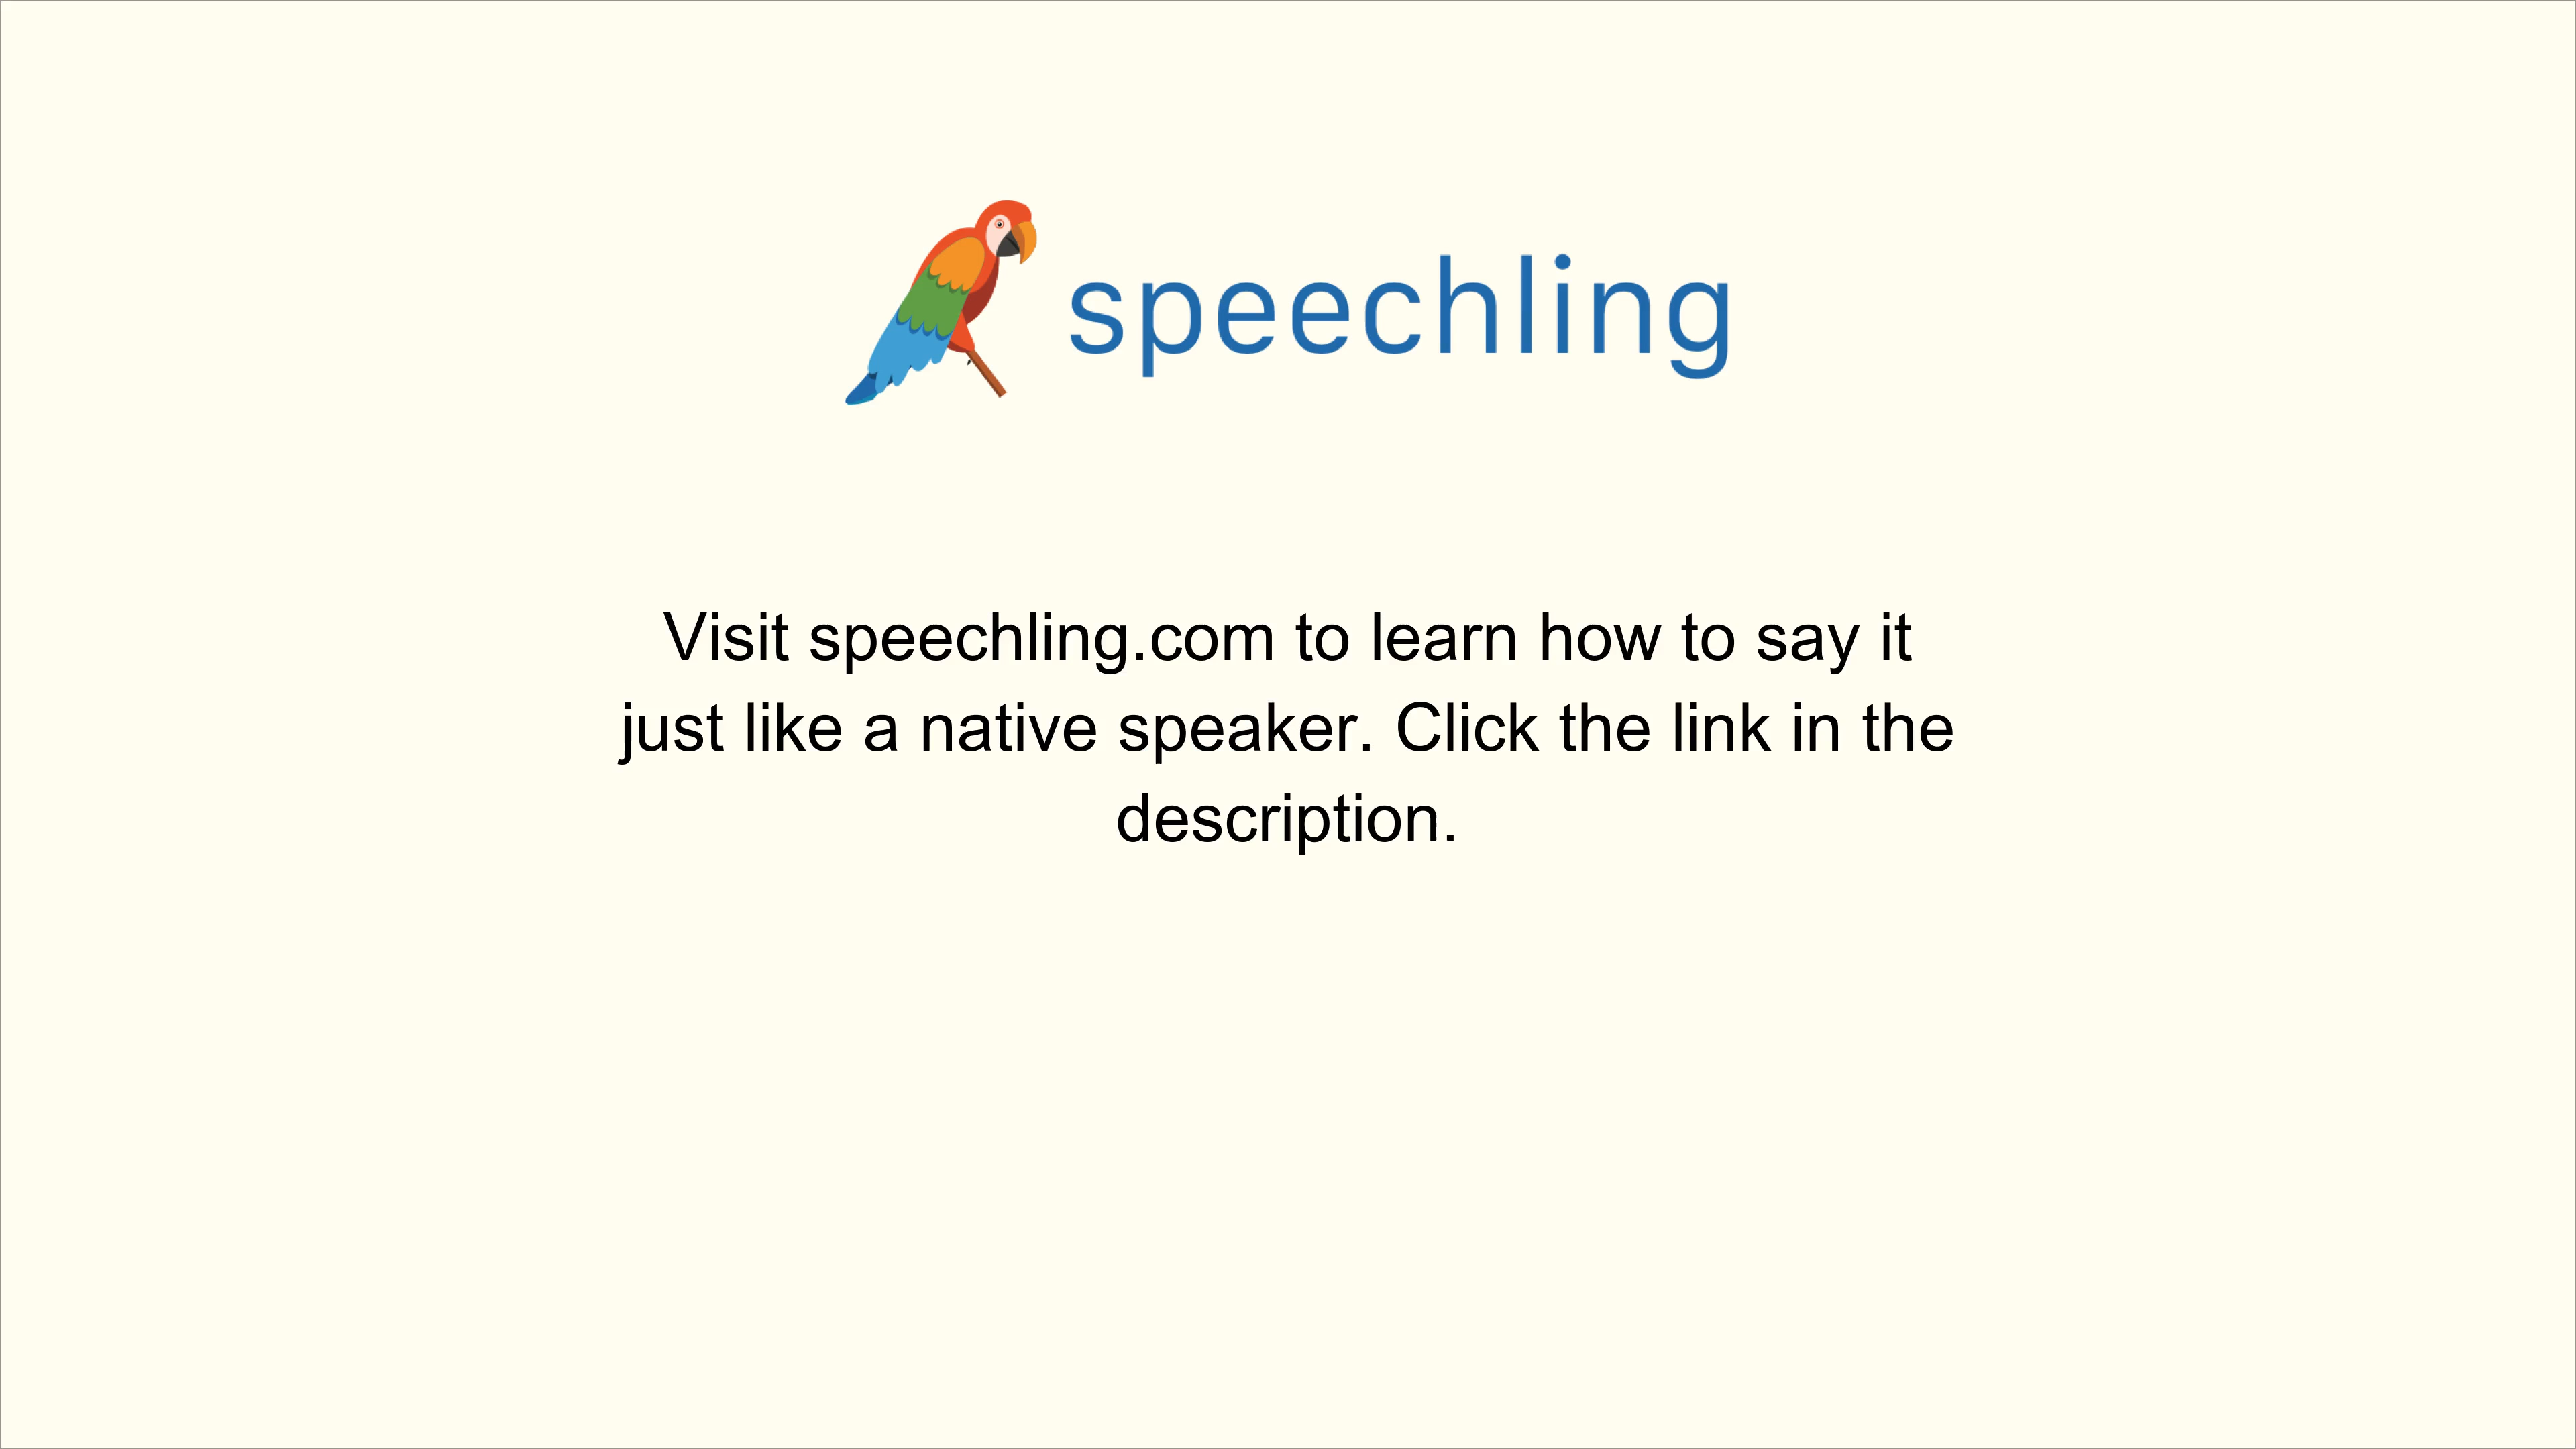 speechling
Visit speechling.com to learn how to say it
just like a native speaker. Click the link in the
description.